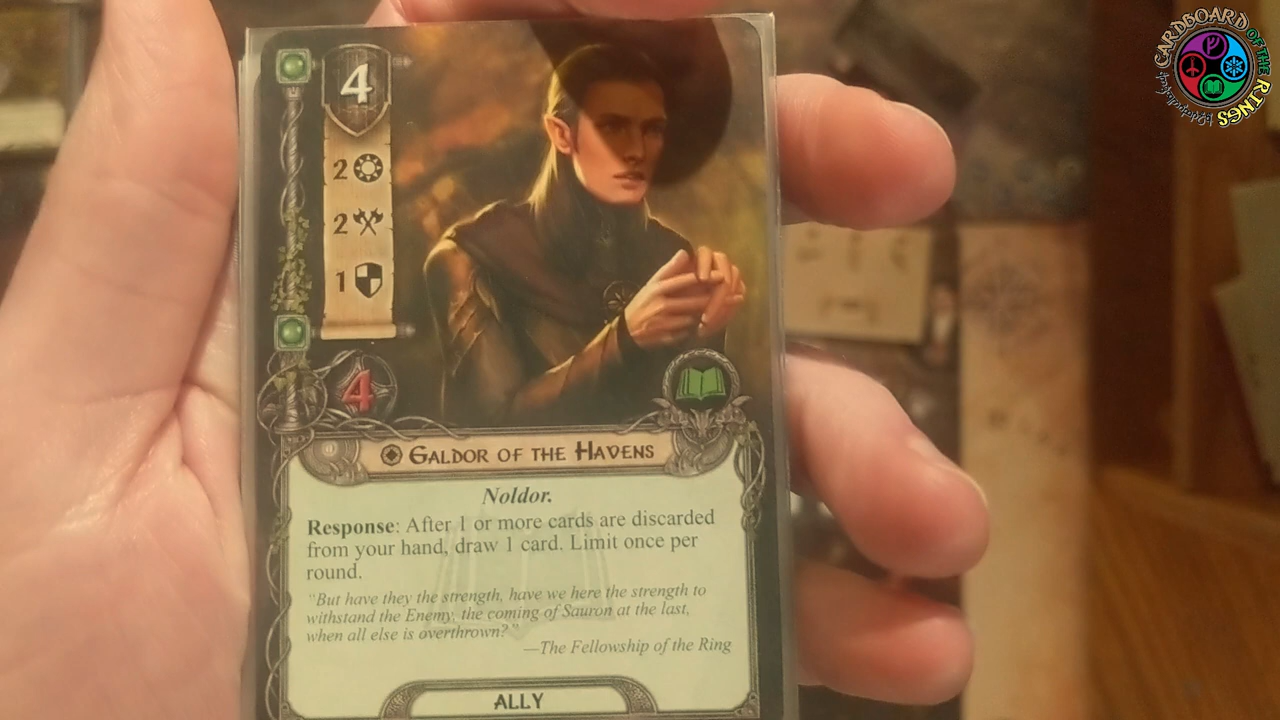 CARDBOARD OF THE RINGS
4
2
2
1
4
GALDOR OF THE HAVENS
Noldor.
Response: After 1 or more cards are discarded
from your hand, draw 1 card. Limit once per
round.
"But have they the strength, have we here the strength to
withstand the Enemy, the coming of Sauron at the last,
when all else is overthrown?"
—The Fellowship of the Ring
ALLY